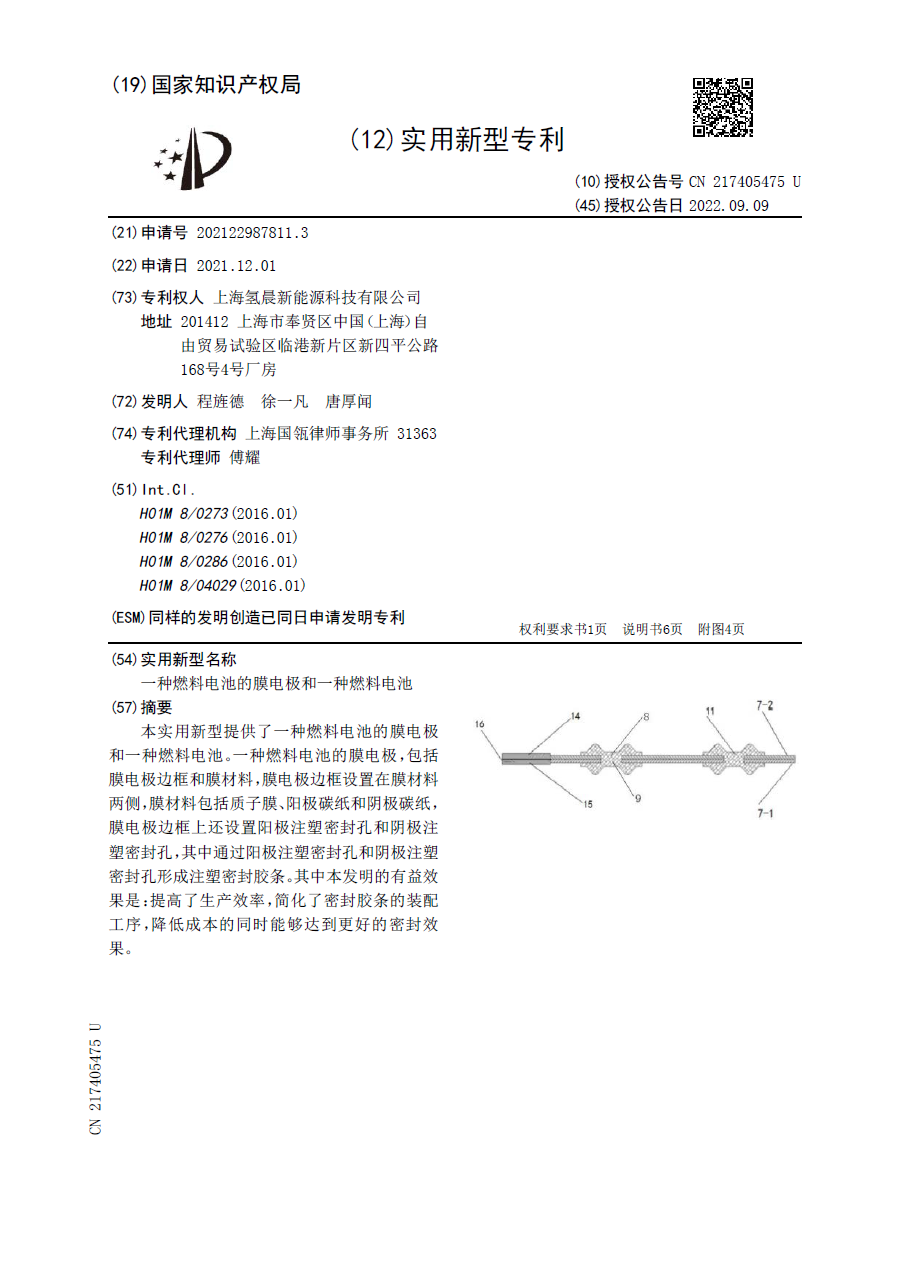 (19)国家知识产权局
(12)实用新型专利
(10)授权公告号 CN 217405475 U
(45)授权公告日 2022.09.09
(21)申请号 202122987811.3
(22)申请日 2021.12.01
(73)专利权人 上海氢晨新能源科技有限公司
地址 201412 上海市奉贤区中国(上海)自
由贸易试验区临港新片区新四平公路
168号4号厂房
(72)发明人 程旌德 徐一凡 唐厚闻
(74)专利代理机构 上海国瓴律师事务所 31363
专利代理师 傅耀
(51)Int.Cl.
H01M 8/0273(2016.01)
H01M 8/0276(2016.01)
H01M 8/0286(2016.01)
H01M 8/04029(2016.01)
(ESM)同样的发明创造已同日申请发明专利
权利要求书1页 说明书6页 附图4页
(54)实用新型名称
一种燃料电池的膜电极和一种燃料电池
(57)摘要
本实用新型提供了一种燃料电池的膜电极
和一种燃料电池。一种燃料电池的膜电极,包括
膜电极边框和膜材料,膜电极边框设置在膜材料
两侧,膜材料包括质子膜、阳极碳纸和阴极碳纸,
膜电极边框上还设置阳极注塑密封孔和阴极注
塑密封孔,其中通过阳极注塑密封孔和阴极注塑
密封孔形成注塑密封胶条。其中本发明的有益效
果是:提高了生产效率,简化了密封胶条的装配
工序,降低成本的同时能够达到更好的密封效
果。
16
14
8
11
7-2
15
9
7-1
CN 217405475 U